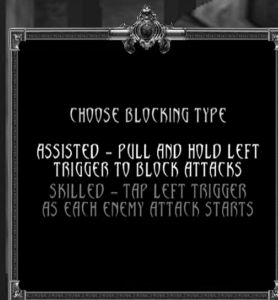 CHOOSE BLOCKING TYPE
ASSISTED – PULL AND HOLD LEFT
TRIGGER TO BLOCK ATTACKS
SKILLED – TAP LEFT TRIGGER
AS EACH ENEMY ATTACK STARTS